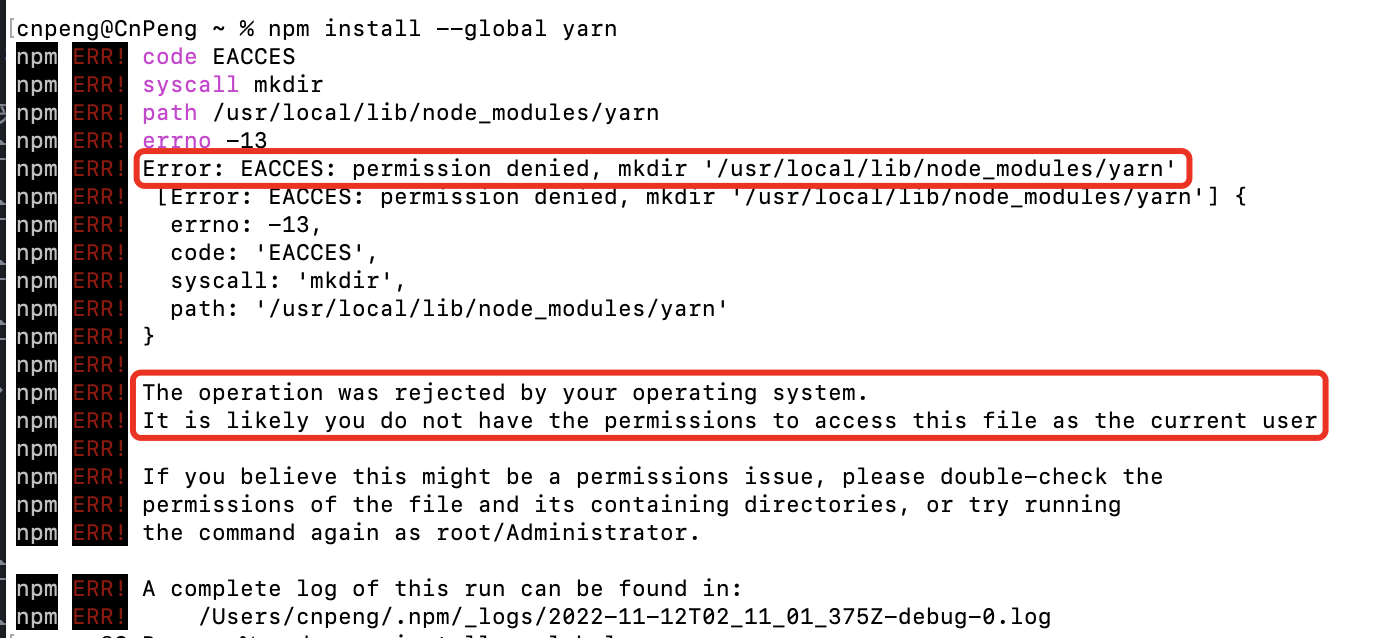 [cnpeng@CnPeng ~ % npm install --global yarn
npm ERR! code EACCES
npm ERR! syscall mkdir
npm ERR! path /usr/local/lib/node_modules/yarn
npm ERR! errno -13
npm ERR! Error: EACCES: permission denied, mkdir '/usr/local/lib/node_modules/yarn'
npm ERR!  [Error: EACCES: permission denied, mkdir '/usr/local/lib/node_modules/yarn'] {
npm ERR!   errno: -13,
npm ERR!   code: 'EACCES',
npm ERR!   syscall: 'mkdir',
npm ERR!   path: '/usr/local/lib/node_modules/yarn'
npm ERR! }
npm ERR!
npm ERR! The operation was rejected by your operating system.
npm ERR! It is likely you do not have the permissions to access this file as the current user
npm ERR!
npm ERR! If you believe this might be a permissions issue, please double-check the
npm ERR! permissions of the file and its containing directories, or try running
npm ERR! the command again as root/Administrator.
npm ERR! A complete log of this run can be found in:
npm ERR!     /Users/cnpeng/.npm/_logs/2022-11-12T02_11_01_375Z-debug-0.log